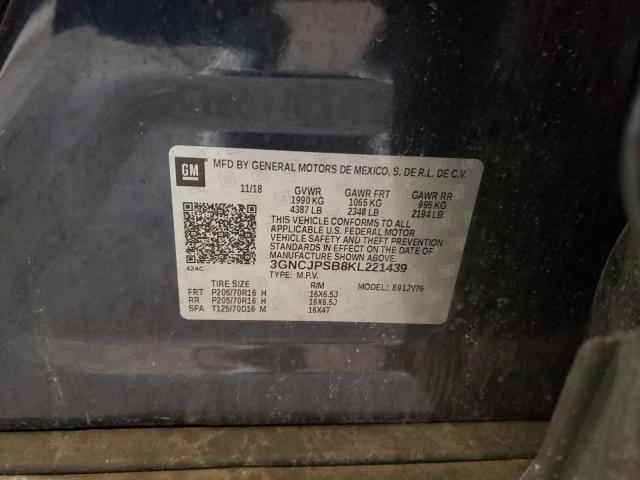 GM MFD BY GENERAL MOTORS DE MEXICO, S. DE R.L. DE C.V.
11/18 GVWR GAWR FRT GAWR RR
1990 KG 1065 KG 995 KG
4387 LB 2348 LB 2194 LB
THIS VEHICLE CONFORMS TO ALL
APPLICABLE U.S. FEDERAL MOTOR
VEHICLE SAFETY AND THEFT PREVENTION
STANDARDS IN EFFECT ON THE DATE OF
MANUFACTURE SHOWN ABOVE.
424C 3GNCJPSB8KL221439
TYPE: M.P.V. MODEL: 891JV76
TIRE SIZE RIM
FRT P205/70R16 H 16X6.5J
RR P205/70R16 H 16X6.5J
SPA T125/70D16 M 16X4T